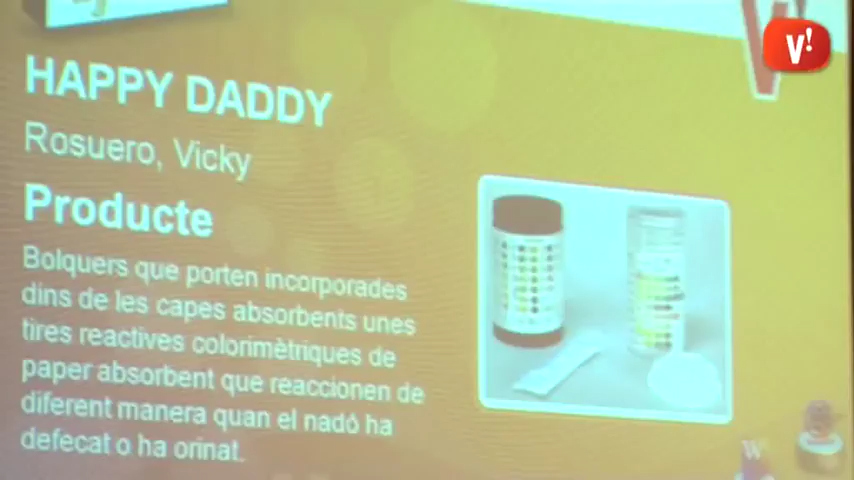 V!
HAPPY DADDY
Rosuero, Vicky
Producte
Bolquers que porten incorporades
dins de les capes absorbents unes
tires reactives colorimètriques de
paper absorbent que reaccionen de
diferent manera quan el nadó ha
defecat o ha orinat.
W